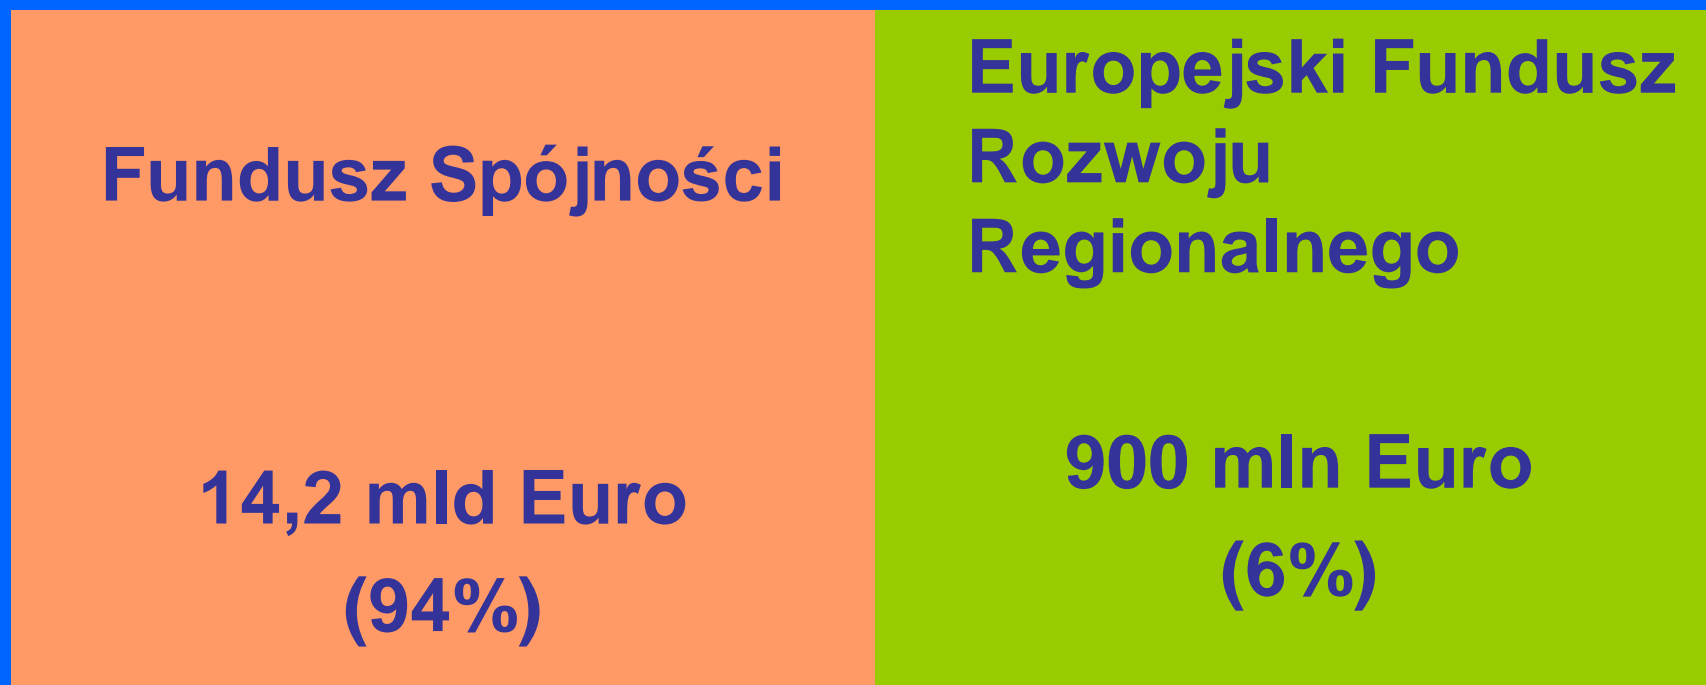 Fundusz Spójności
14,2 mld Euro
(94%)
Europejski Fundusz
Rozwoju
Regionalnego
900 mln Euro
(6%)